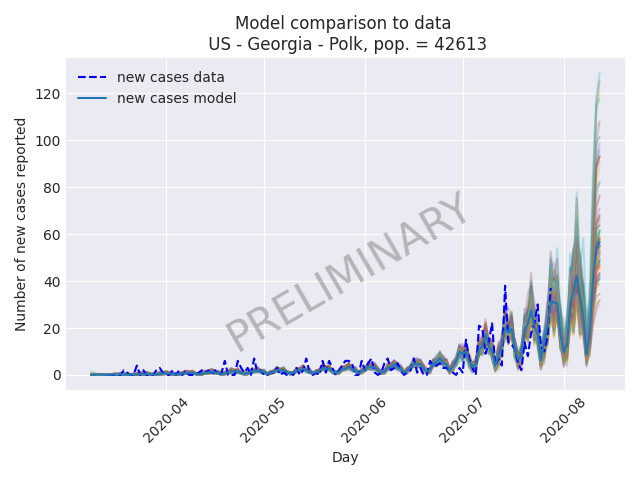 Model comparison to data
US - Georgia - Polk, pop. = 42613
new cases data
new cases model
Number of new cases reported
120
100
80
60
40
20
0
PRELIMINARY
2020-04
2020-05
2020-06
2020-07
2020-08
Day